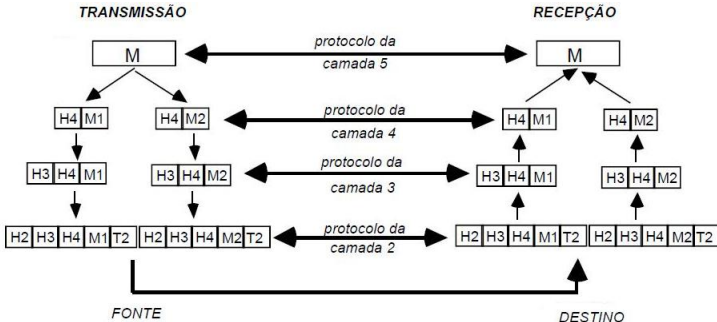 TRANSMISSÃO RECEPÇÃO
M protocolo da camada 5 M
H4 M1 H4 M2 protocolo da camada 4 H4 M1 H4 M2
H3 H4 M1 H3 H4 M2 protocolo da camada 3 H3 H4 M1 H3 H4 M2
H2 H3 H4 M1 T2 H2 H3 H4 M2 T2 protocolo da camada 2 H2 H3 H4 M1 T2 H2 H3 H4 M2 T2
FONTE DESTINO